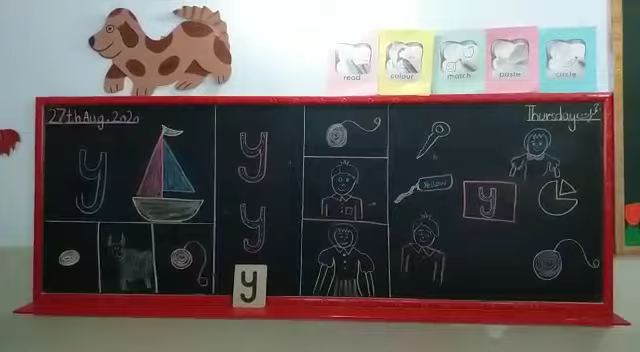 read
colour
match
paste
circle
27th Aug. 2020
Thursday
y
y
y
Yellow
y
y